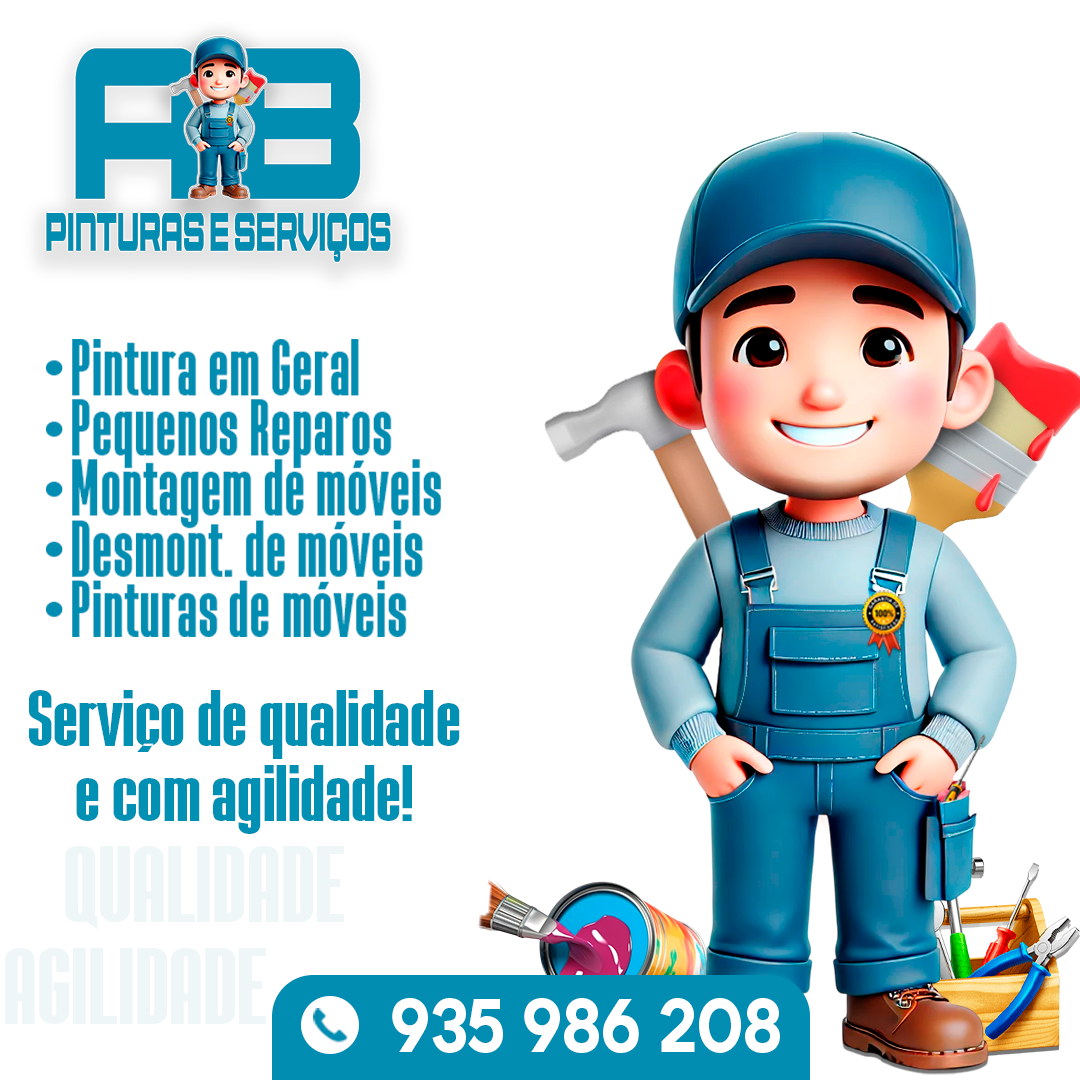 AB
PINTURAS E SERVIÇOS
• Pintura em Geral
• Pequenos Reparos
• Montagem de móveis
• Desmont. de móveis
• Pinturas de móveis
Serviço de qualidade
e com agilidade!
QUALIDADE
AGILIDADE
100%
935 986 208